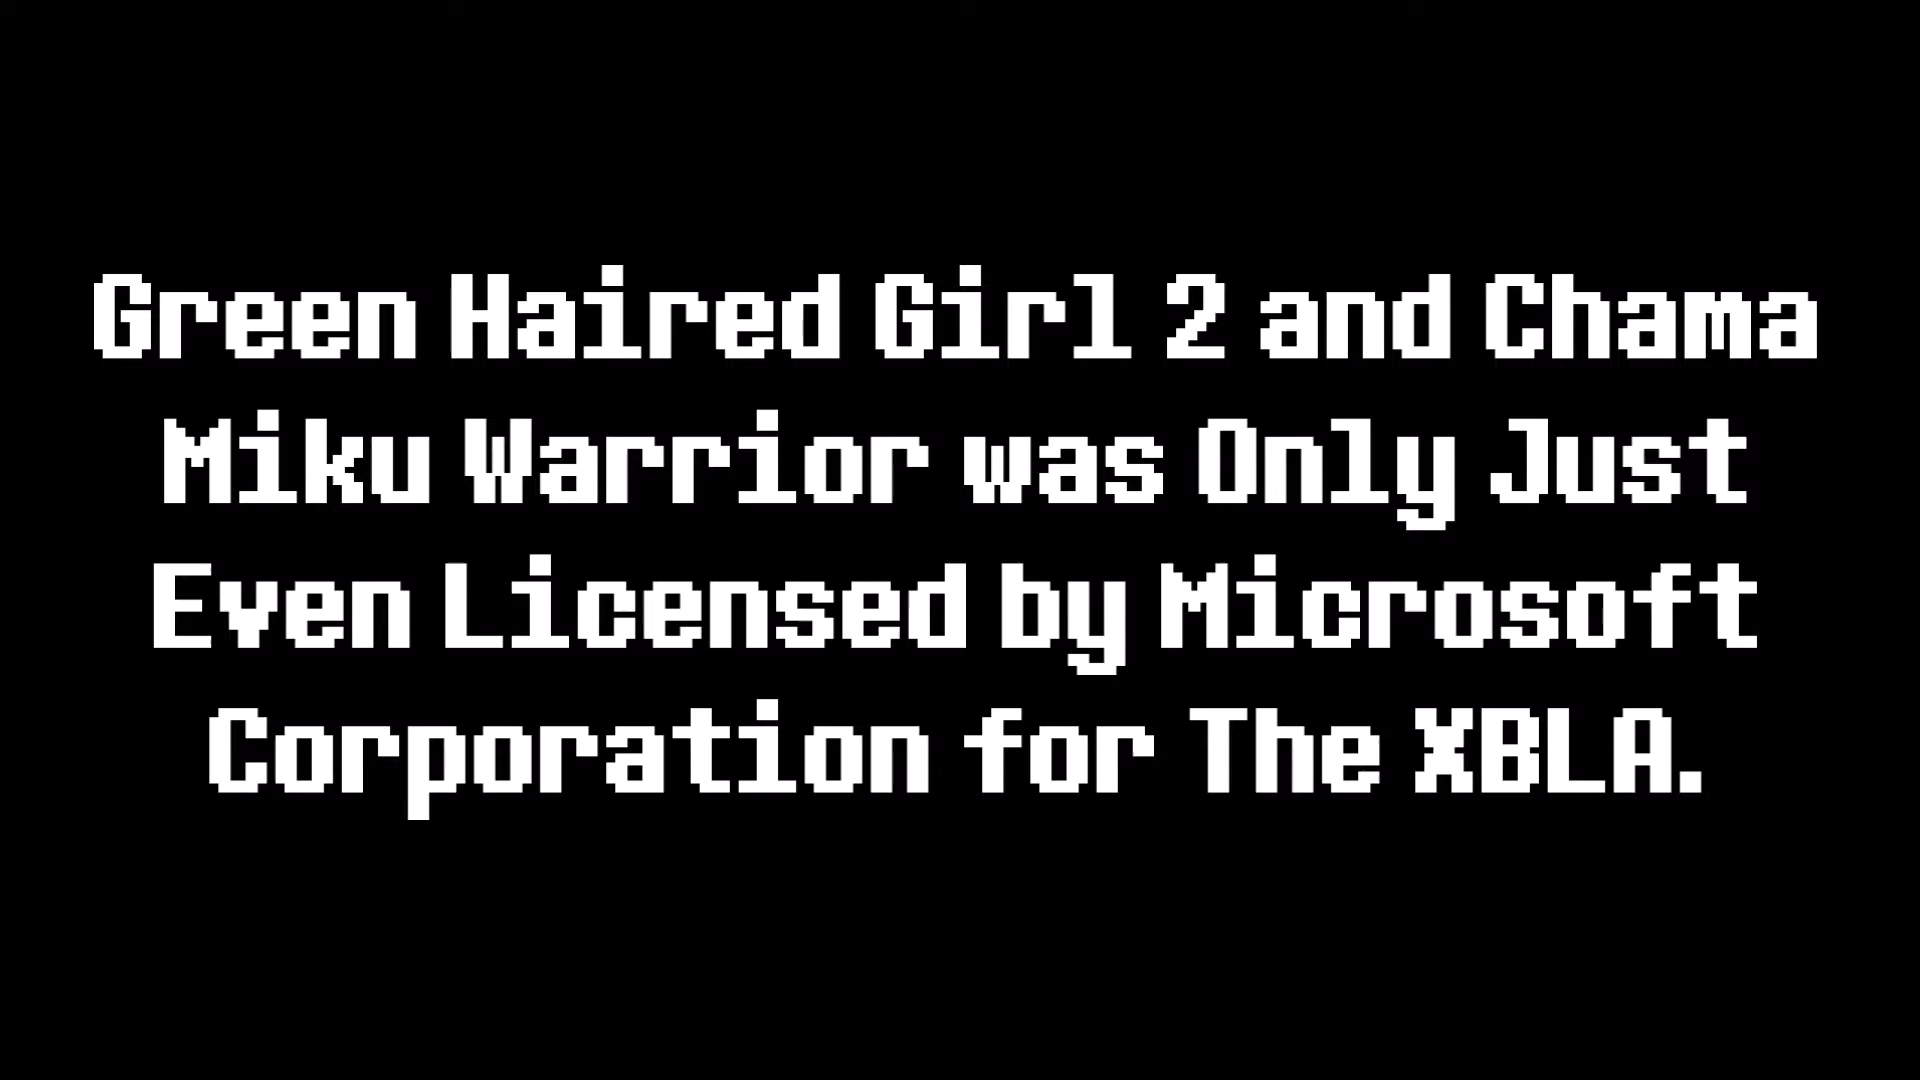 Green Haired Girl 2 and Chama
Miku Warrior was Only Just
Even Licensed by Microsoft
Corporation for The XBLA.